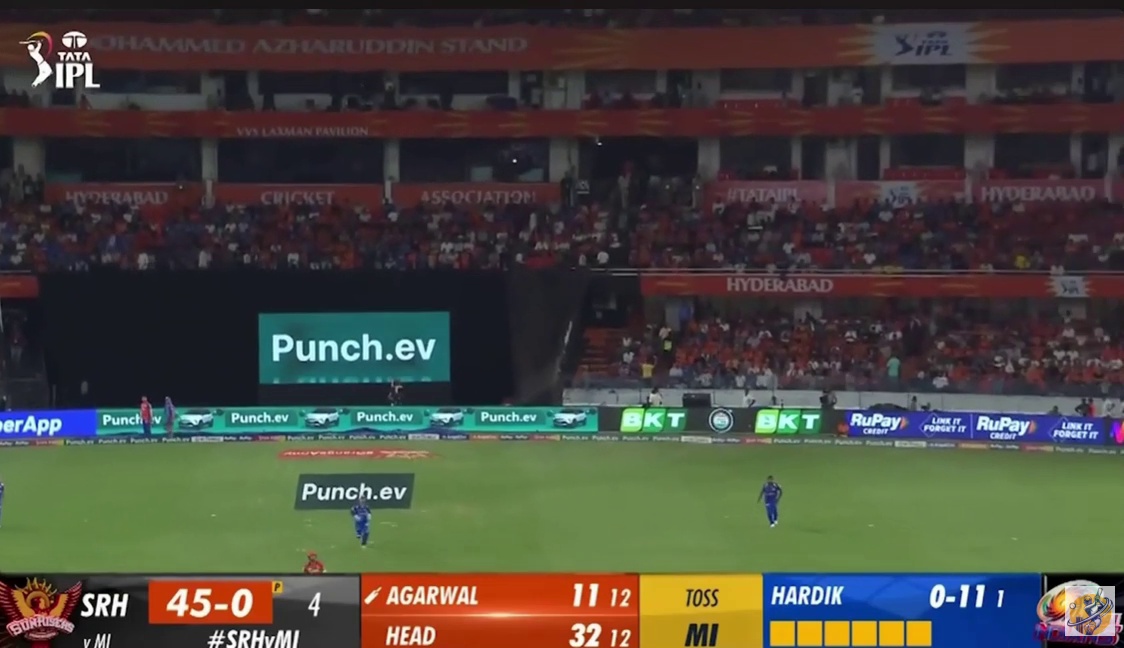 MOHAMMED AZHARUDDIN STAND
IPL
TATA
IPL
VVS LAXMAN PAVILION
HYDERABAD CRICKET ASSOCIATION #TATAIPL HYDERABAD
HYDERABAD
Punch.ev
erApp Punch.ev Punch.ev Punch.ev Punch.ev BKT BKT RuPay CREDIT LINK IT FORGET IT RuPay CREDIT LINK IT FORGET IT
Punch.ev
SRH 45-0 P 4 AGARWAL 11 12 TOSS HARDIK 0-11 1
v MI #SRHvMI HEAD 32 12 MI
SUNRISERS